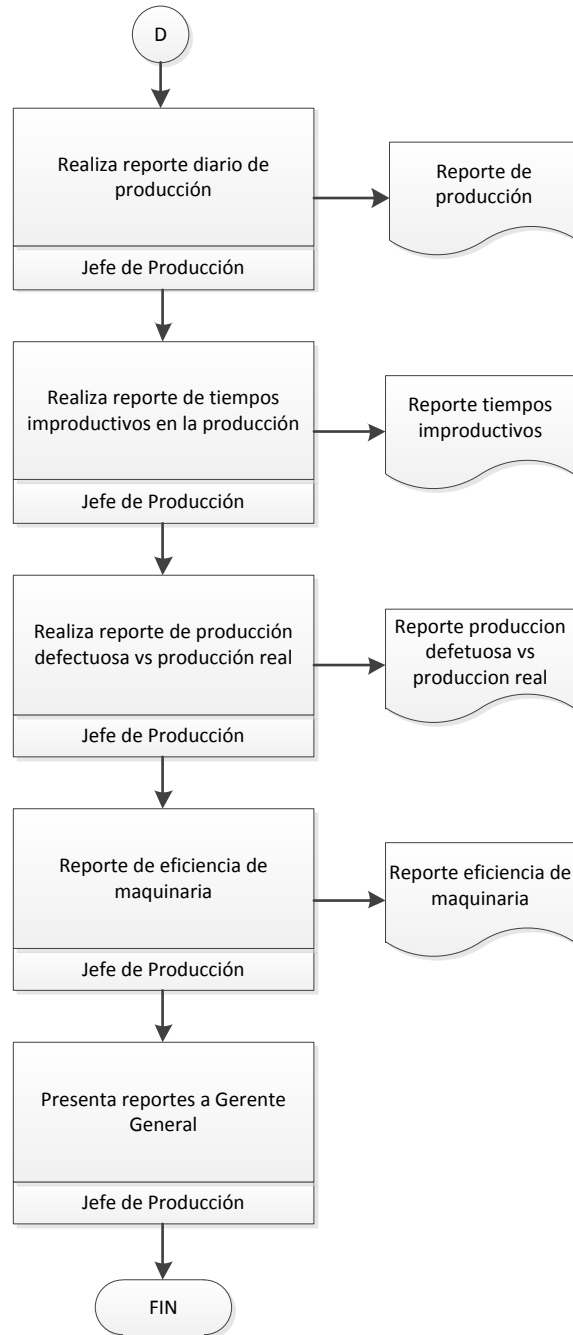 D
Realiza reporte diario de
producción
Jefe de Producción
Reporte de
producción
Realiza reporte de tiempos
improductivos en la producción
Jefe de Producción
Reporte tiempos
improductivos
Realiza reporte de producción
defectuosa vs producción real
Jefe de Producción
Reporte produccion
defetuosa vs
produccion real
Reporte de eficiencia de
maquinaria
Jefe de Producción
Reporte eficiencia de
maquinaria
Presenta reportes a Gerente
General
Jefe de Producción
FIN